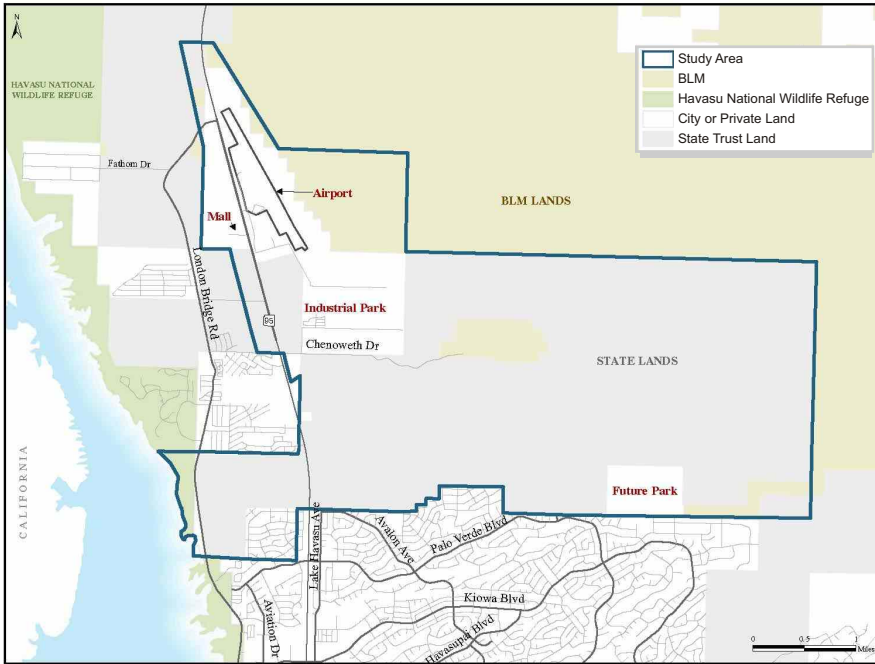 N
HAVASU NATIONAL
WILDLIFE REFUGE
Study Area
BLM
Havasu National Wildlife Refuge
City or Private Land
State Trust Land
Fathom Dr
Airport
Mall
BLM LANDS
London Bridge Rd
Industrial Park
95
Chenoweth Dr
STATE LANDS
CALIFORNIA
Future Park
Lake Havasu Ave
Avalon Ave
Palo Verde Blvd
Kiowa Blvd
Aviation Dr
Havasupai Blvd
0 0.5 1
Miles